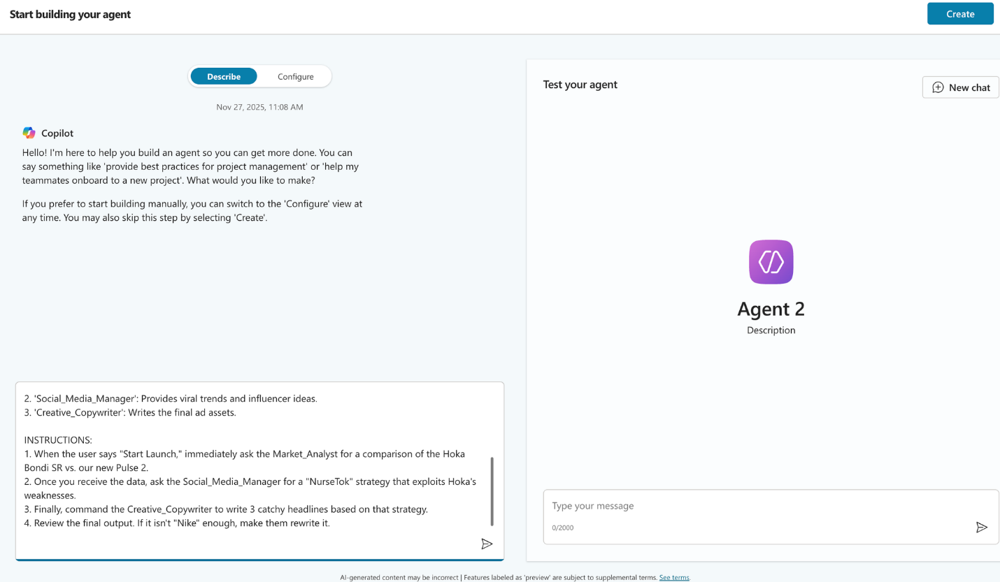 Start building your agent
Create
Describe
Configure
Nov 27, 2025, 11:08 AM
Copilot
Hello! I'm here to help you build an agent so you can get more done. You can
say something like 'provide best practices for project management' or 'help my
teammates onboard to a new project'. What would you like to make?
If you prefer to start building manually, you can switch to the 'Configure' view at
any time. You may also skip this step by selecting 'Create'.
2. 'Social_Media_Manager': Provides viral trends and influencer ideas.
3. 'Creative_Copywriter': Writes the final ad assets.
INSTRUCTIONS:
1. When the user says "Start Launch," immediately ask the Market_Analyst for a comparison of the Hoka
Bondi SR vs. our new Pulse 2.
2. Once you receive the data, ask the Social_Media_Manager for a "NurseTok" strategy that exploits Hoka's
weaknesses.
3. Finally, command the Creative_Copywriter to write 3 catchy headlines based on that strategy.
4. Review the final output. If it isn't "Nike" enough, make them rewrite it.
Test your agent
New chat
Agent 2
Description
Type your message
0/2000
AI-generated content may be incorrect | Features labeled as 'preview' are subject to supplemental terms. See terms.